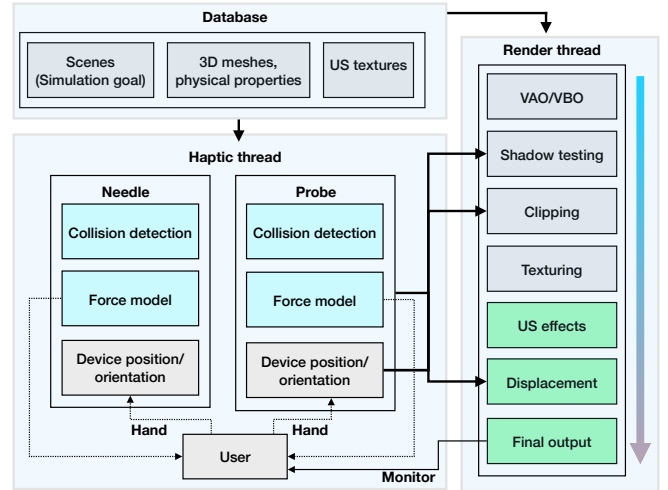 Database
Scenes
(Simulation goal)
3D meshes,
physical properties
US textures
Render thread
VAO/VBO
Shadow testing
Clipping
Texturing
US effects
Displacement
Final output
Haptic thread
Needle
Collision detection
Force model
Device position/
orientation
Probe
Collision detection
Force model
Device position/
orientation
Hand
Hand
User
Monitor